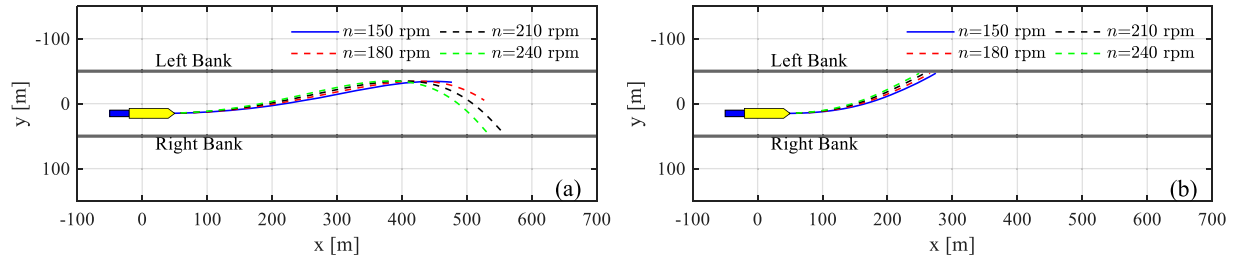 n=150 rpm n=210 rpm
n=180 rpm n=240 rpm
-100
0
100
y [m]
Left Bank
Right Bank
(a)
-100 0 100 200 300 400 500 600 700
x [m]
n=150 rpm n=210 rpm
n=180 rpm n=240 rpm
-100
0
100
y [m]
Left Bank
Right Bank
(b)
-100 0 100 200 300 400 500 600 700
x [m]